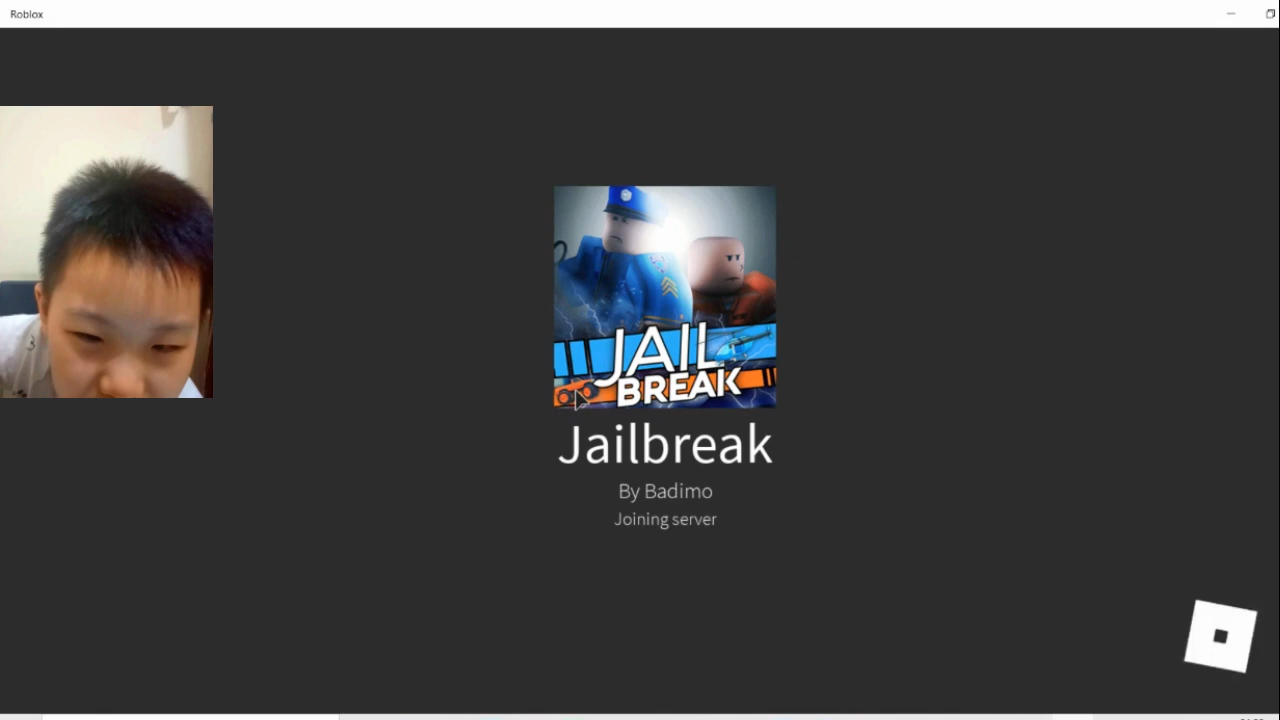 Roblox
JAIL
BREAK
Jailbreak
By Badimo
Joining server